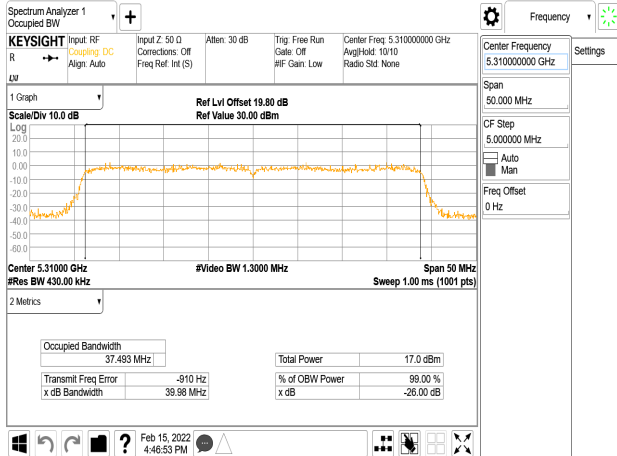 Spectrum Analyzer 1
Occupied BW
Frequency
KEYSIGHT
R
Input: RF
Coupling: DC
Align: Auto
Input Z: 50 Ω
Corrections: Off
Freq Ref: Int (S)
Atten: 30 dB
Trig: Free Run
Gate: Off
#IF Gain: Low
Center Freq: 5.310000000 GHz
Avg|Hold: 10/10
Radio Std: None
Center Frequency
5.310000000 GHz
Settings
Span
50.000 MHz
CF Step
5.000000 MHz
Auto
Man
Freq Offset
0 Hz
1 Graph
Scale/Div 10.0 dB
Ref Lvl Offset 19.80 dB
Ref Value 30.00 dBm
Log
20.0
10.0
0.00
-10.0
-20.0
-30.0
-40.0
-50.0
-60.0
Center 5.31000 GHz
#Video BW 1.3000 MHz
Span 50 MHz
#Res BW 430.00 kHz
Sweep 1.00 ms (1001 pts)
2 Metrics
Occupied Bandwidth
37.493 MHz
Total Power 17.0 dBm
Transmit Freq Error -910 Hz
% of OBW Power 99.00 %
x dB Bandwidth 39.98 MHz
x dB -26.00 dB
?
Feb 15, 2022
4:46:53 PM